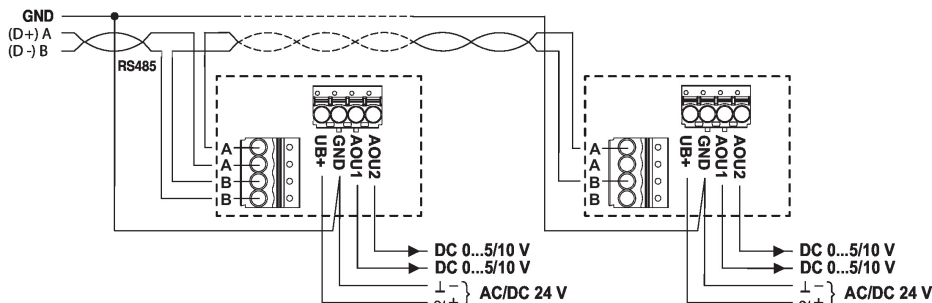 GND
(D+) A
(D -) B
RS485
A
A
B
B
UB+
GND
AOU1
AOU2
A
A
B
B
UB+
GND
AOU1
AOU2
DC 0...5/10 V
DC 0...5/10 V
⊥ −
~/+
AC/DC 24 V
DC 0...5/10 V
DC 0...5/10 V
⊥ −
~/+
AC/DC 24 V